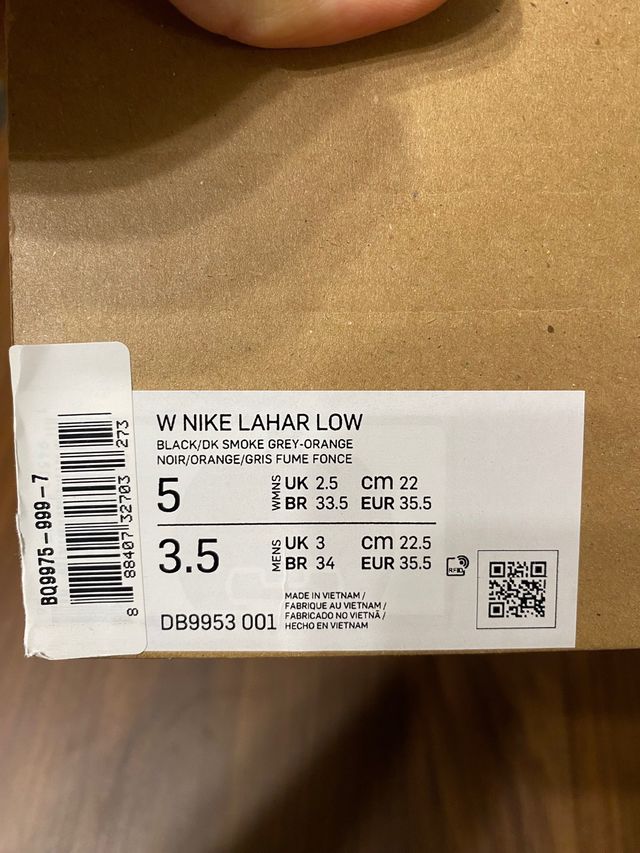 W NIKE LAHAR LOW
BLACK/DK SMOKE GREY-ORANGE
NOIR/ORANGE/GRIS FUME FONCE
5 WMNS UK 2.5 cm 22
BR 33.5 EUR 35.5
3.5 MENS UK 3 cm 22.5
BR 34 EUR 35.5
RFID
DB9953 001
MADE IN VIETNAM /
FABRIQUE AU VIETNAM /
FABRICADO NO VIETNÃ /
HECHO EN VIETNAM
BQ9975-999-7
8 88407 32703 273